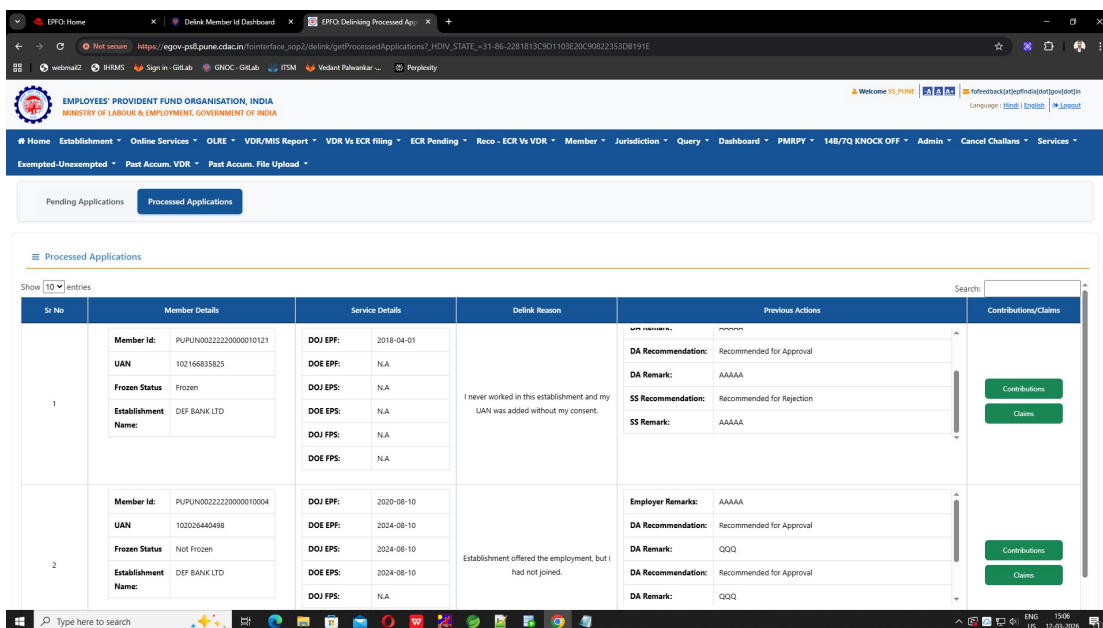 EPFO: Home
Delink Member Id Dashboard
EPFO: Delinking Processed App
Not secure https://egov-ps8.pune.cdac.in/fointerface_sop2/delink/getProcessedApplications?_HDIV_STATE_=31-86-2281813C9D1103E20C90822353DB191E
webmail2 IHRMS Sign in · GitLab GNOC · GitLab ITSM Vedant Palwankar -... Perplexity
EMPLOYEES' PROVIDENT FUND ORGANISATION, INDIA
MINISTRY OF LABOUR & EMPLOYMENT, GOVERNMENT OF INDIA
Welcome SS_PUNE -A A A+ fofeedback[at]epfindia[dot]gov[dot]in
Language : Hindi | English Logout
Home Establishment Online Services OLRE VDR/MIS Report VDR Vs ECR filing ECR Pending Reco - ECR Vs VDR Member Jurisdiction Query Dashboard PMRPY 14B/7Q KNOCK OFF Admin Cancel Challans Services
Exempted-Unexempted Past Accum. VDR Past Accum. File Upload
Pending Applications Processed Applications
Processed Applications
Show 10 entries
Search:
Sr No Member Details Service Details Delink Reason Previous Actions Contributions/Claims
1
Member Id: PUPUN00222220000010121
UAN 102166835825
Frozen Status Frozen
Establishment Name: DEF BANK LTD
DOJ EPF: 2018-04-01
DOE EPF: N.A
DOJ EPS: N.A
DOE EPS: N.A
DOJ FPS: N.A
DOE FPS: N.A
I never worked in this establishment and my
UAN was added without my consent.
DA Remark: AAAAA
DA Recommendation: Recommended for Approval
DA Remark: AAAAA
SS Recommendation: Recommended for Rejection
SS Remark: AAAAA
Contributions
Claims
2
Member Id: PUPUN00222220000010004
UAN 102026440498
Frozen Status Not Frozen
Establishment Name: DEF BANK LTD
DOJ EPF: 2020-08-10
DOE EPF: 2024-08-10
DOJ EPS: 2024-08-10
DOE EPS: 2024-08-10
DOJ FPS: N.A
Establishment offered the employment, but I
had not joined.
Employer Remarks: AAAAA
DA Recommendation: Recommended for Approval
DA Remark: QQQ
DA Recommendation: Recommended for Approval
DA Remark: QQQ
Contributions
Claims
Type here to search
ENG
US
15:06
12-03-2026